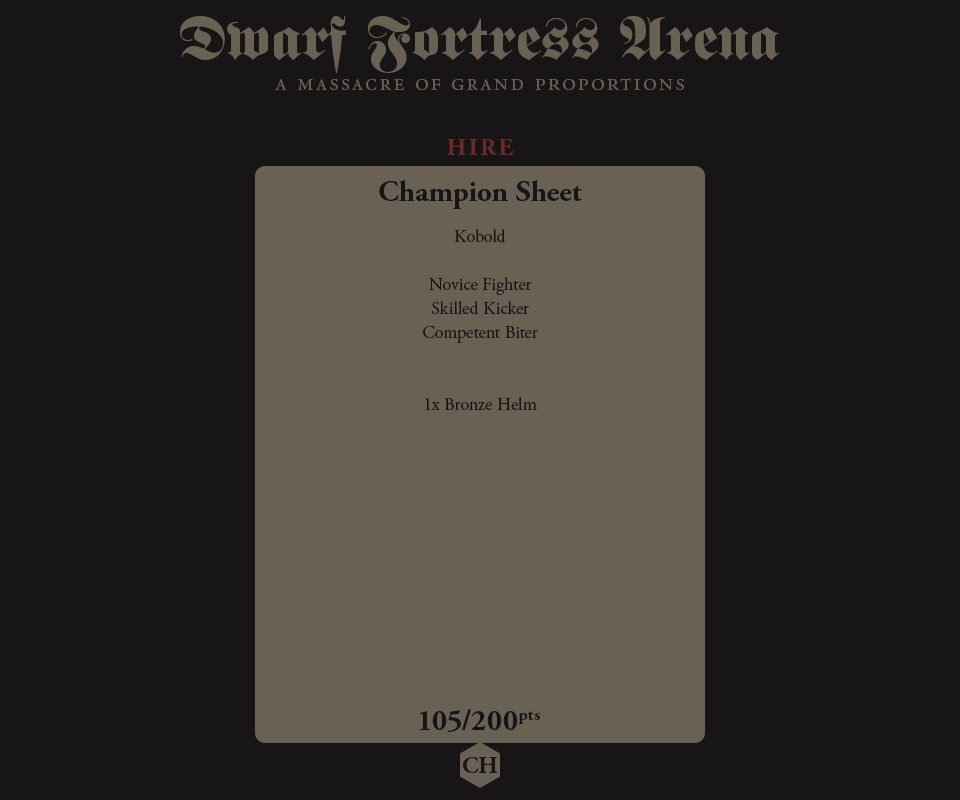 Dwarf Fortress Arena
A MASSACRE OF GRAND PROPORTIONS
HIRE
Champion Sheet
Kobold
Novice Fighter
Skilled Kicker
Competent Biter
1x Bronze Helm
105/200pts
CH